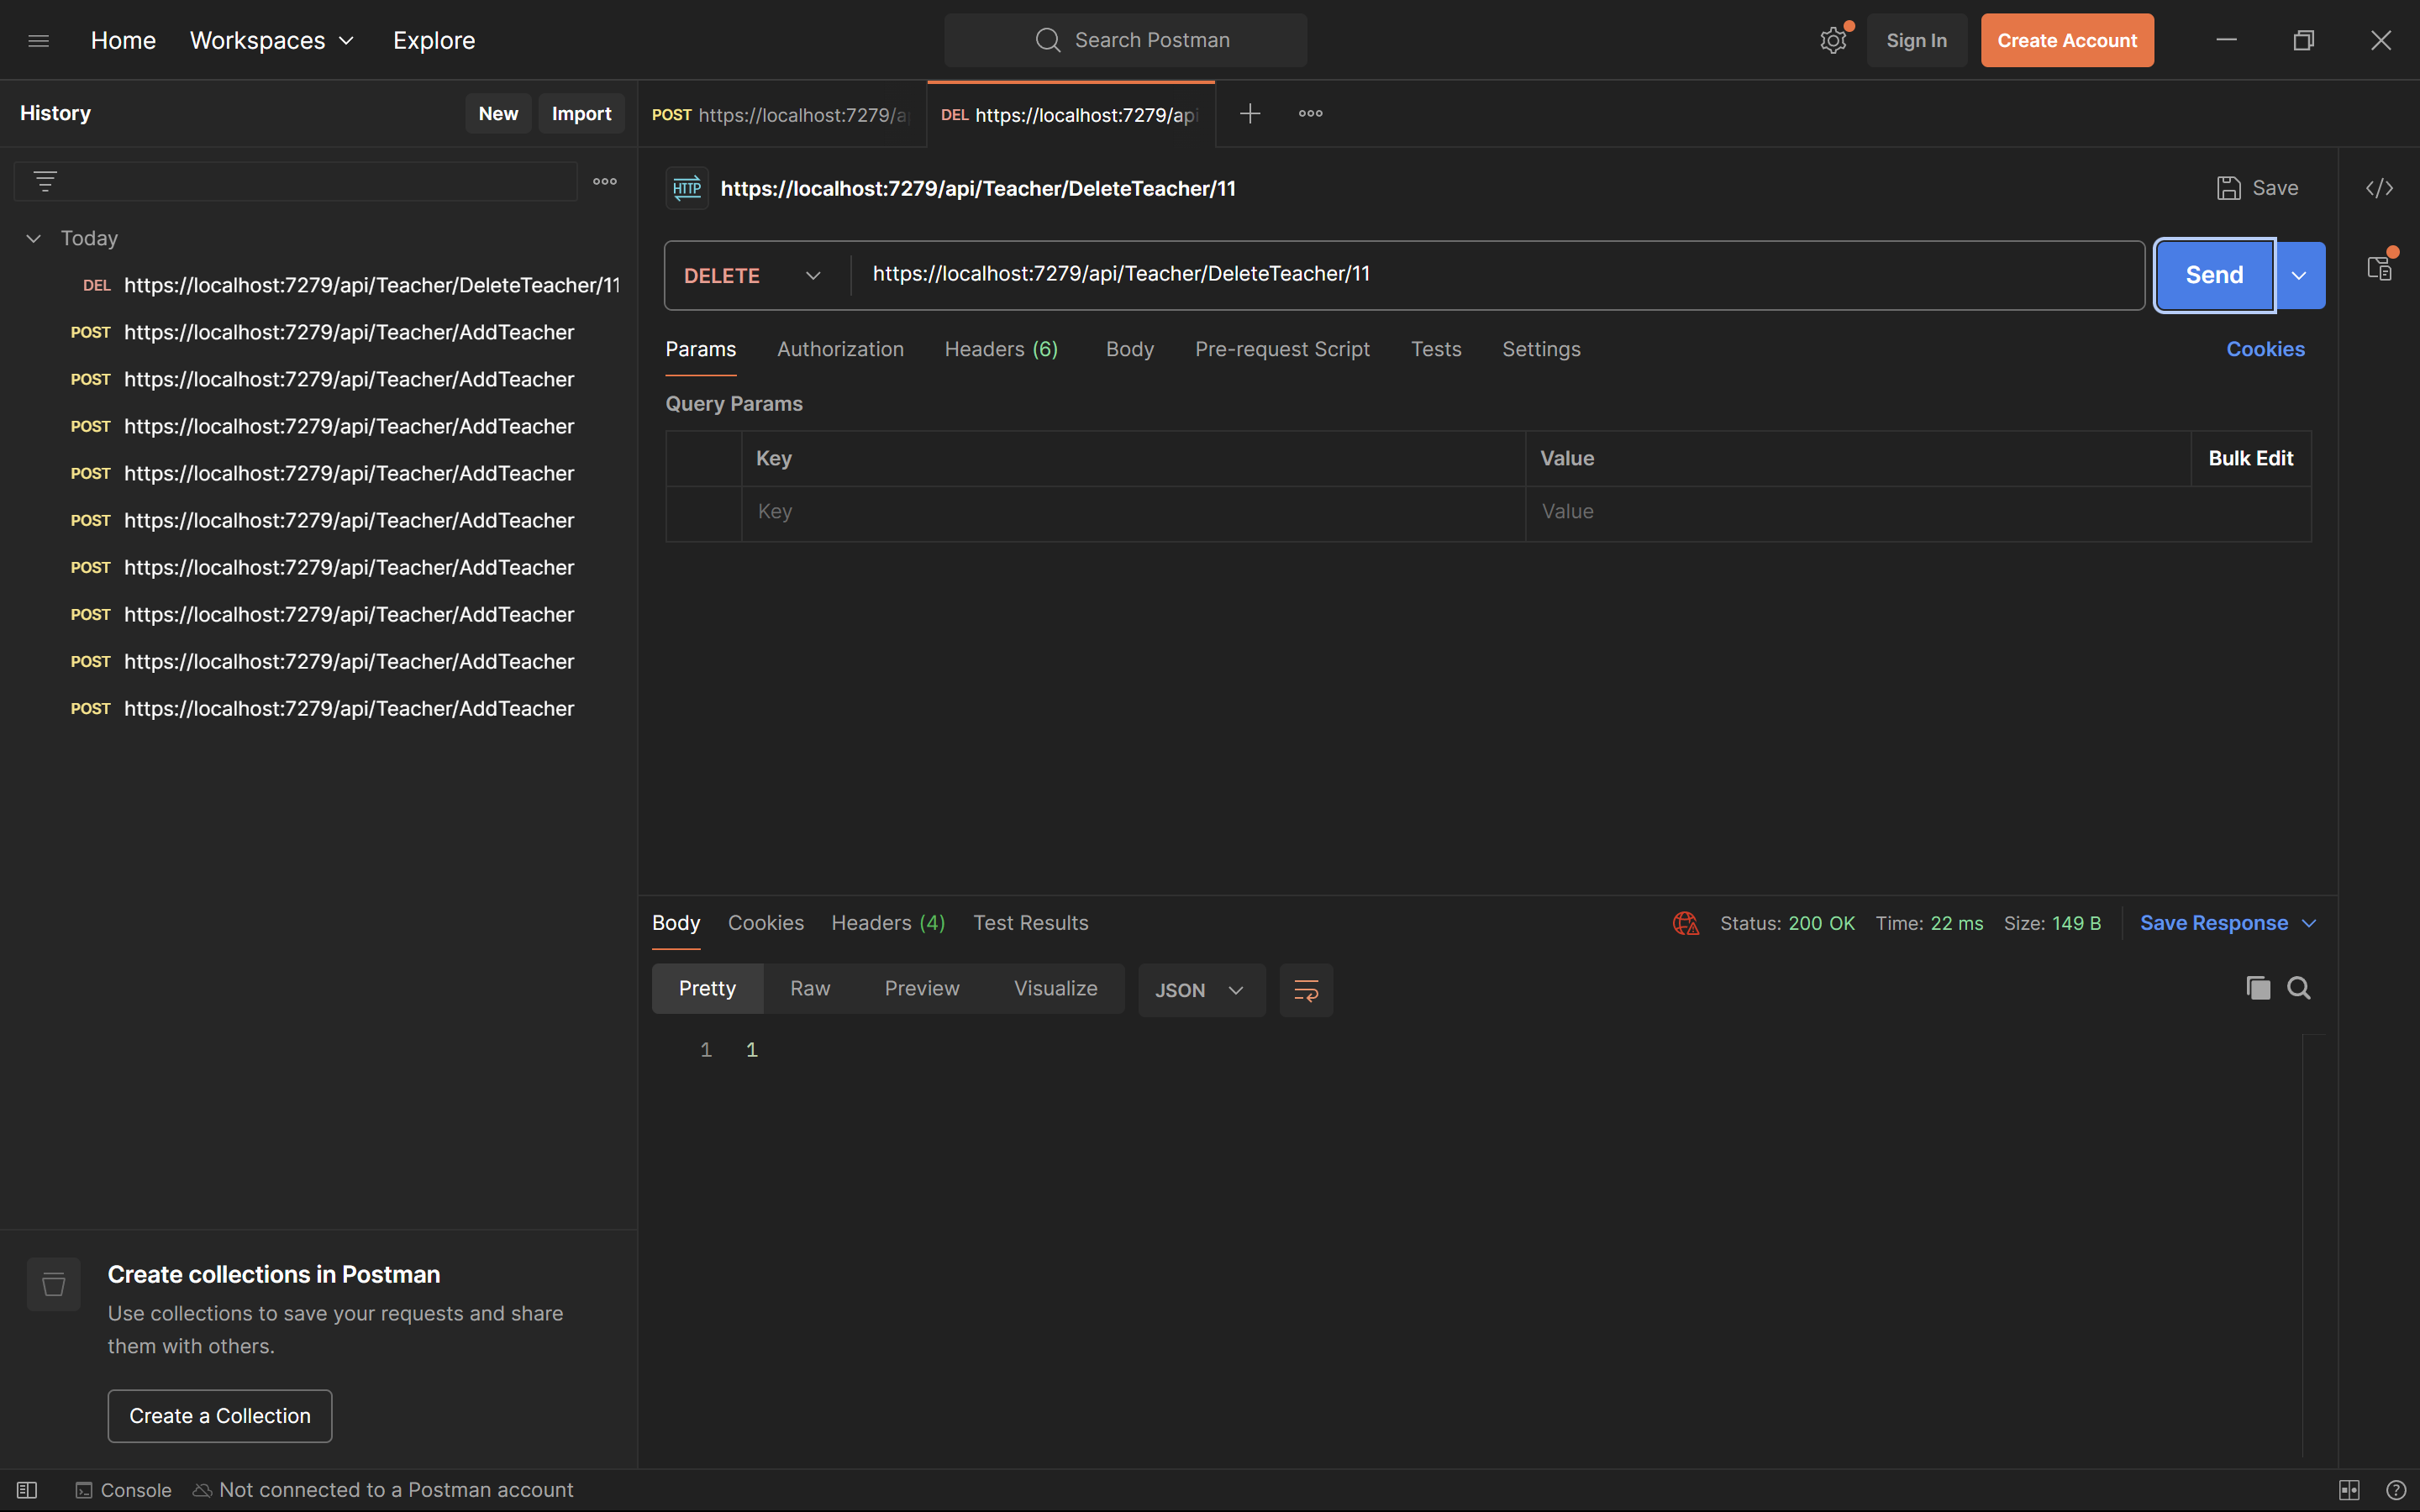 Home Workspaces Explore Search Postman Sign In Create Account
History New Import
POST https://localhost:7279/a
DEL https://localhost:7279/api
HTTP https://localhost:7279/api/Teacher/DeleteTeacher/11 Save
Today
DEL https://localhost:7279/api/Teacher/DeleteTeacher/11
POST https://localhost:7279/api/Teacher/AddTeacher
POST https://localhost:7279/api/Teacher/AddTeacher
POST https://localhost:7279/api/Teacher/AddTeacher
POST https://localhost:7279/api/Teacher/AddTeacher
POST https://localhost:7279/api/Teacher/AddTeacher
POST https://localhost:7279/api/Teacher/AddTeacher
POST https://localhost:7279/api/Teacher/AddTeacher
POST https://localhost:7279/api/Teacher/AddTeacher
POST https://localhost:7279/api/Teacher/AddTeacher
DELETE https://localhost:7279/api/Teacher/DeleteTeacher/11 Send
Params Authorization Headers (6) Body Pre-request Script Tests Settings Cookies
Query Params
Key Value Bulk Edit
Key Value
Body Cookies Headers (4) Test Results Status: 200 OK Time: 22 ms Size: 149 B Save Response
Pretty Raw Preview Visualize JSON
1 1
Create collections in Postman
Use collections to save your requests and share
them with others.
Create a Collection
Console Not connected to a Postman account